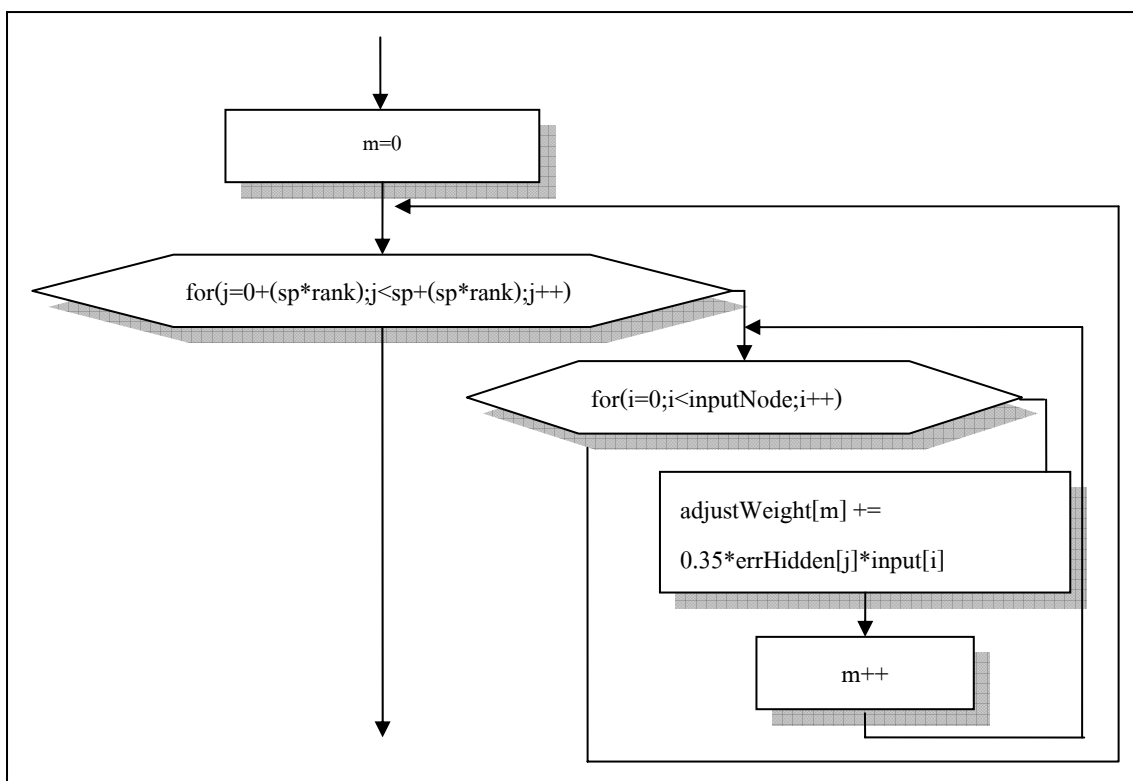 m=0
for(j=0+(sp*rank);j<sp+(sp*rank);j++)
for(i=0;i<inputNode;i++)
adjustWeight[m] +=
0.35*errHidden[j]*input[i]
m++